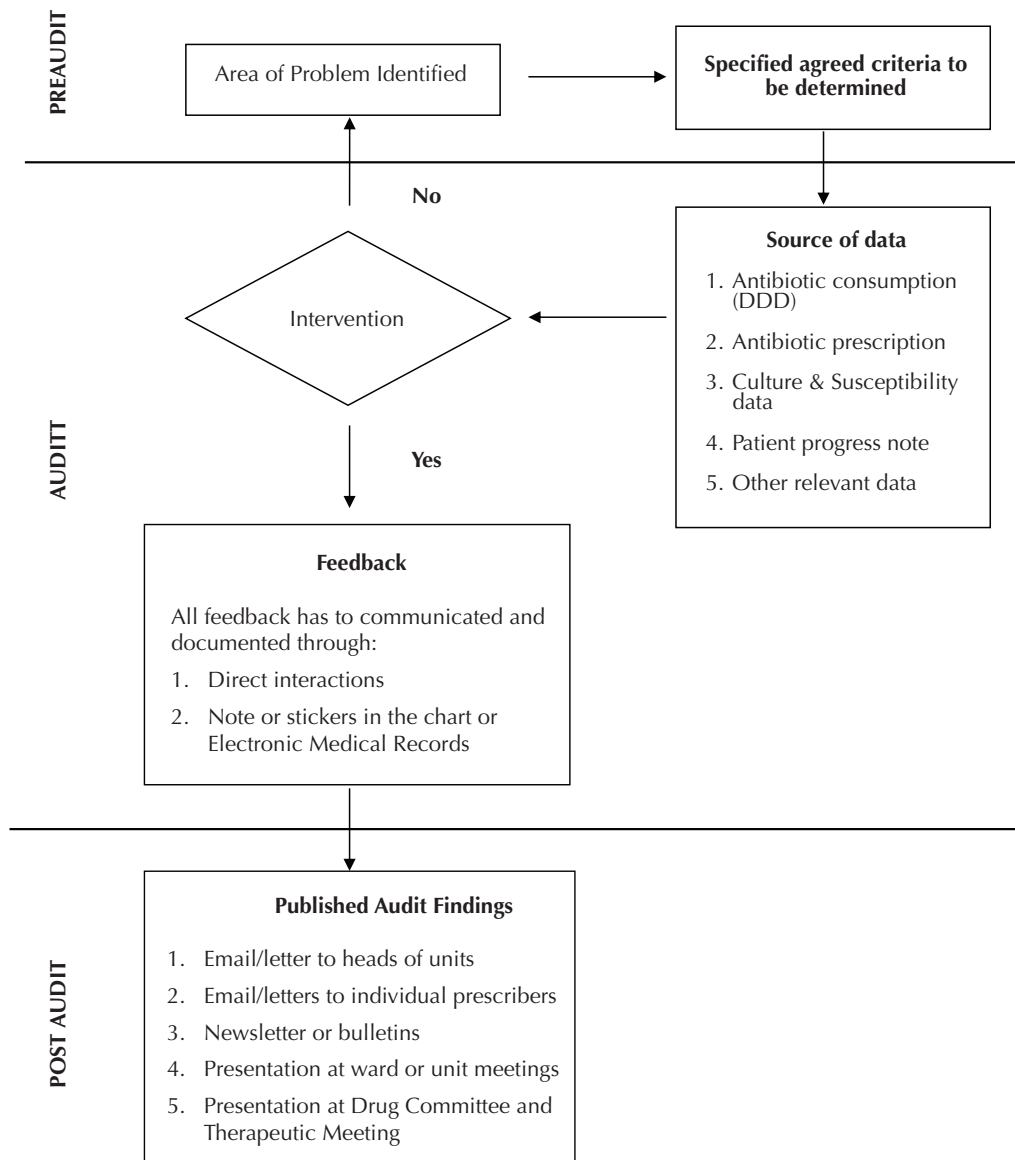 PREAUDIT
Area of Problem Identified
Specified agreed criteria to
be determined
No
Source of data
1. Antibiotic consumption
(DDD)
2. Antibiotic prescription
3. Culture & Susceptibility
data
4. Patient progress note
5. Other relevant data
Intervention
AUDITT
Yes
Feedback
All feedback has to communicated and
documented through:
1. Direct interactions
2. Note or stickers in the chart or
Electronic Medical Records
POST AUDIT
Published Audit Findings
1. Email/letter to heads of units
2. Email/letters to individual prescribers
3. Newsletter or bulletins
4. Presentation at ward or unit meetings
5. Presentation at Drug Committee and
Therapeutic Meeting